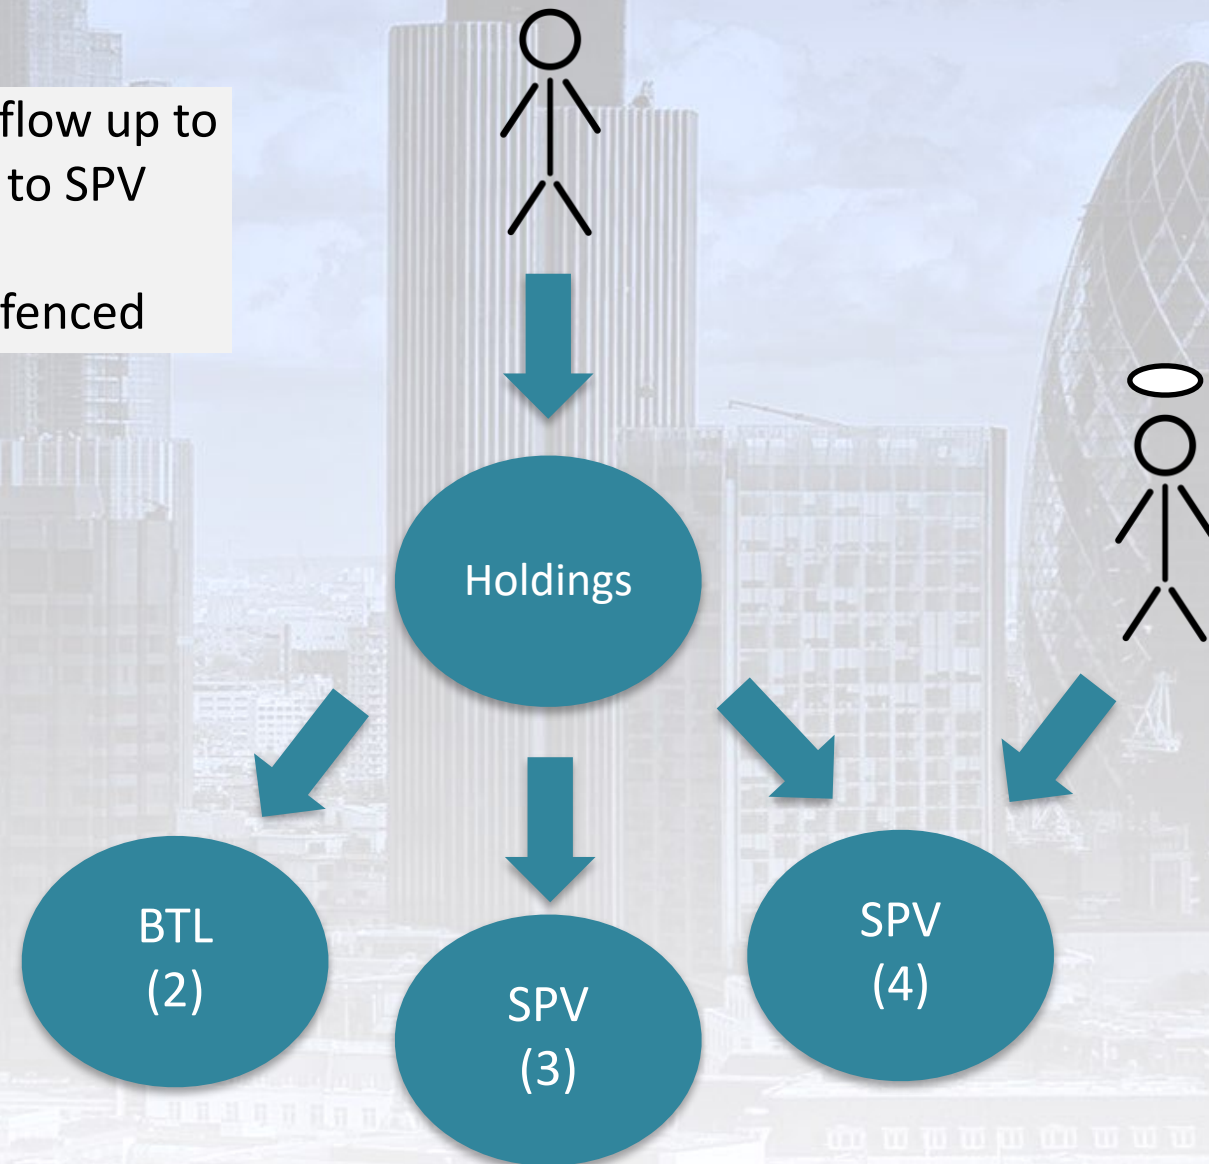 flow up to
to SPV
fenced
Holdings
BTL
(2)
SPV
(3)
SPV
(4)